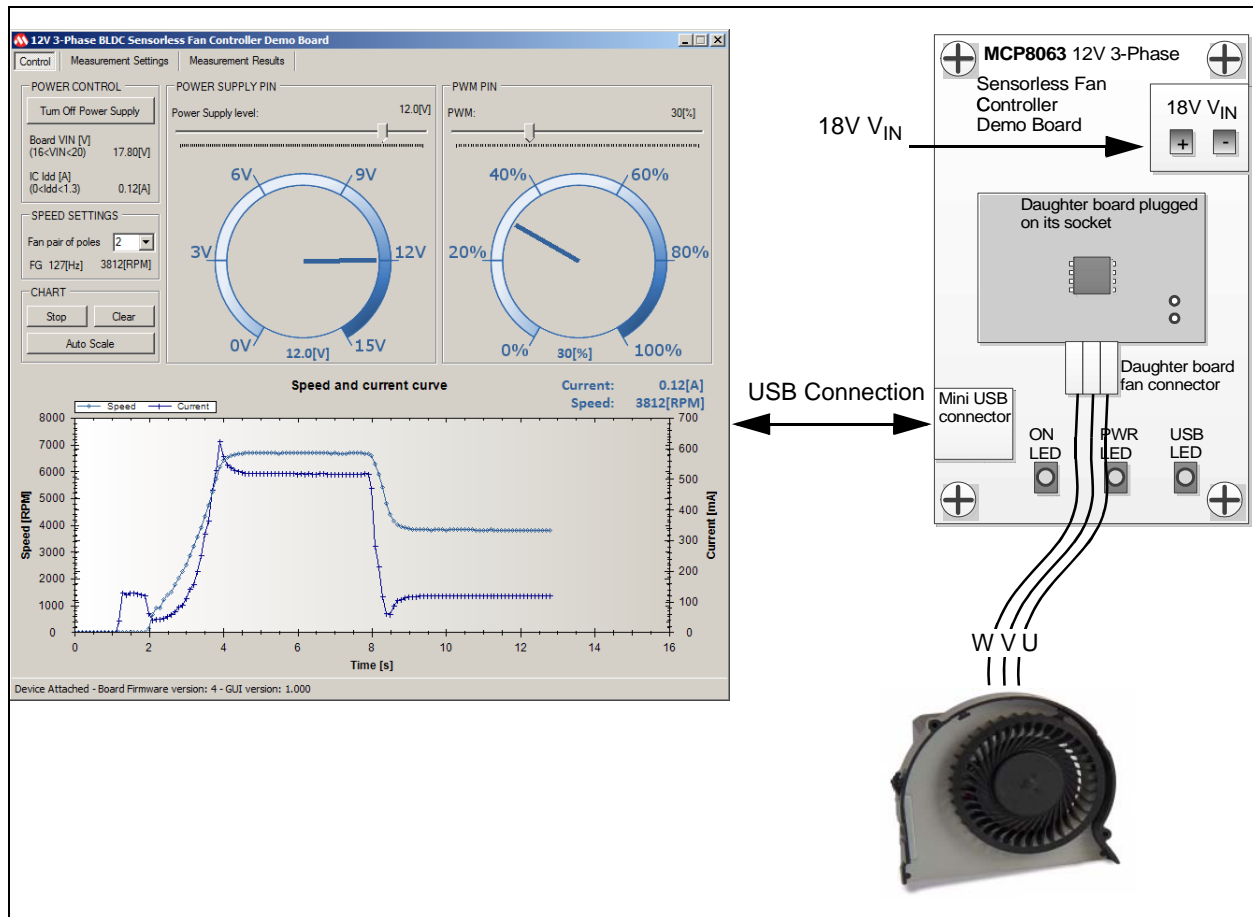 12V 3-Phase BLDC Sensorless Fan Controller Demo Board
Control Measurement Settings Measurement Results
POWER CONTROL
Turn Off Power Supply
Board VIN [V]
(16<VIN<20) 17.80[V]
IC Idd [A]
(0<Idd<1.3) 0.12[A]
SPEED SETTINGS
Fan pair of poles 2
FG 127[Hz] 3812[RPM]
CHART
Stop Clear
Auto Scale
POWER SUPPLY PIN
Power Supply level: 12.0[V]
6V 9V
3V 12V
0V 15V
12.0[V]
PWM PIN
PWM: 30[%]
40% 60%
20% 80%
0% 100%
30[%]
Speed and current curve
Current: 0.12[A]
Speed: 3812[RPM]
Speed Current
8000
7000
6000
5000
4000
3000
2000
1000
0
Speed [RPM]
700
600
500
400
300
200
100
0
Current [mA]
0 2 4 6 8 10 12 14 16
Time [s]
Device Attached - Board Firmware version: 4 - GUI version: 1.000
18V VIN
USB Connection
MCP8063 12V 3-Phase
Sensorless Fan
Controller
Demo Board
18V VIN
+ -
Daughter board plugged
on its socket
Daughter board
fan connector
Mini USB
connector
ON
LED
PWR
LED
USB
LED
W V U